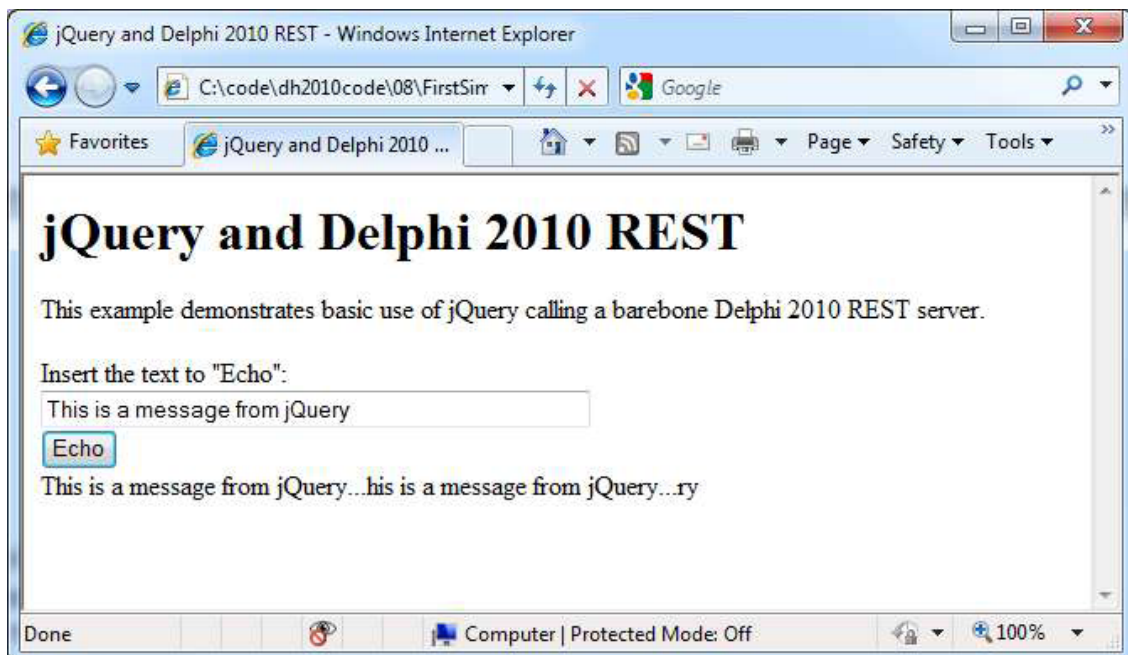 jQuery and Delphi 2010 REST - Windows Internet Explorer
C:\code\dh2010code\08\FirstSim
Google
Favorites
jQuery and Delphi 2010 ...
Page
Safety
Tools
jQuery and Delphi 2010 REST
This example demonstrates basic use of jQuery calling a barebone Delphi 2010 REST server.
Insert the text to "Echo":
This is a message from jQuery
Echo
This is a message from jQuery...his is a message from jQuery...ry
Done
Computer | Protected Mode: Off
100%